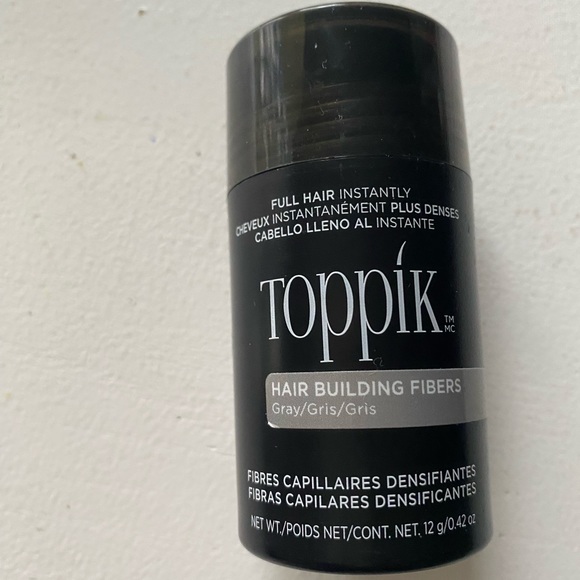 FULL HAIR INSTANTLY
CHEVEUX INSTANTANÉMENT PLUS DENSES
CABELLO LLENO AL INSTANTE
Toppik TM MC
HAIR BUILDING FIBERS
Gray/Gris/Gris
FIBRES CAPILLAIRES DENSIFIANTES
FIBRAS CAPILARES DENSIFICANTES
NET WT./POIDS NET/CONT. NET. 12 g/0.42 oz